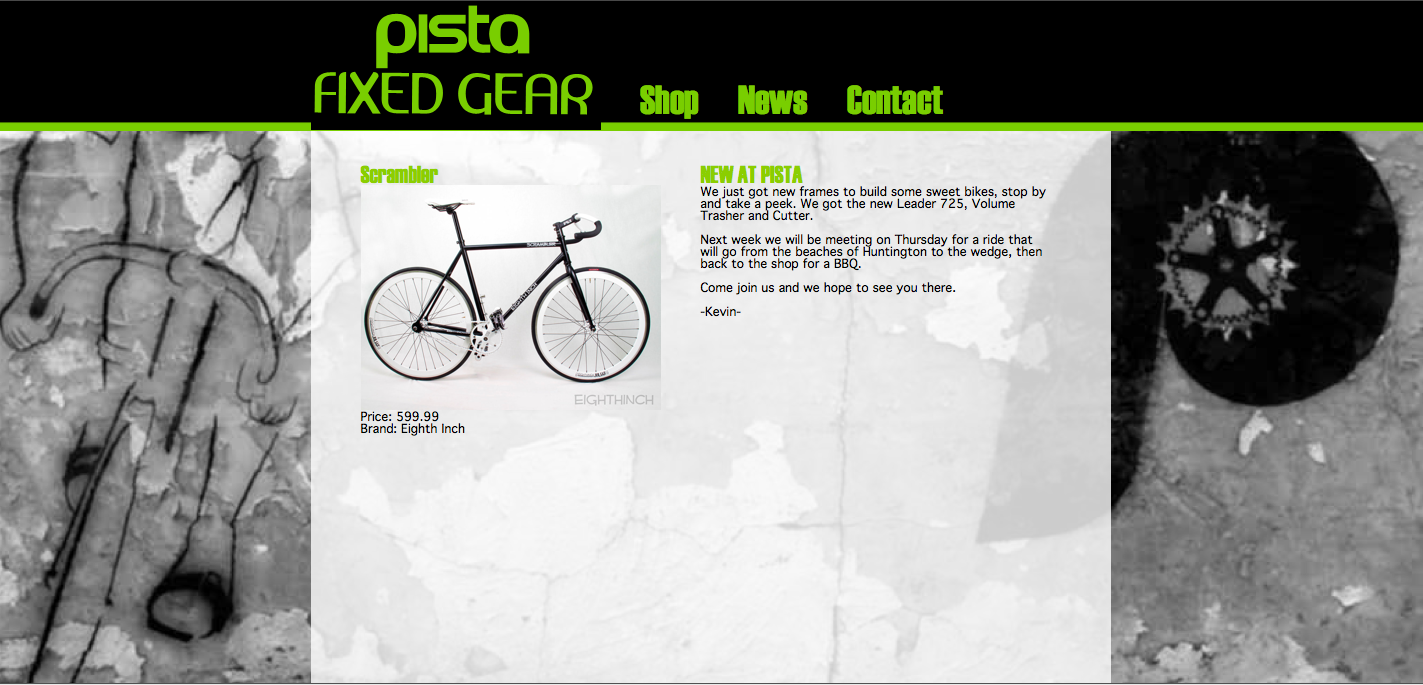 pista
FIXED GEAR
Shop News Contact
Scrambler
SCRAMBLER
EIGHTHINCH
EIGHTHINCH
Price: 599.99
Brand: Eighth Inch
NEW AT PISTA
We just got new frames to build some sweet bikes, stop by
and take a peek. We got the new Leader 725, Volume
Trasher and Cutter.
Next week we will be meeting on Thursday for a ride that
will go from the beaches of Huntington to the wedge, then
back to the shop for a BBQ.
Come join us and we hope to see you there.
-Kevin-